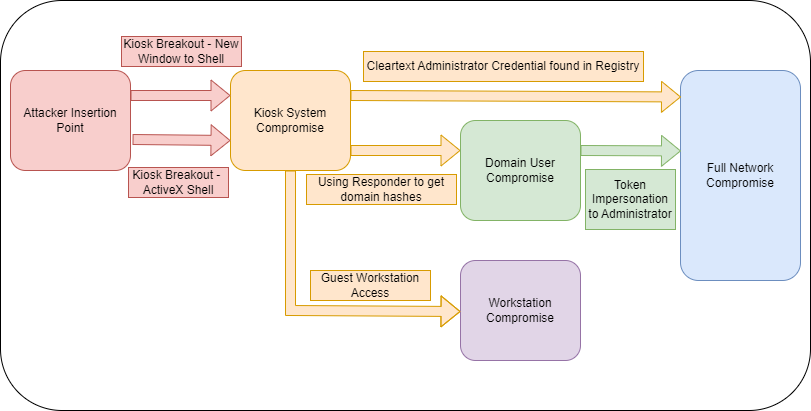 Kiosk Breakout - New
Window to Shell
Cleartext Administrator Credential found in Registry
Attacker Insertion
Point
Kiosk System
Compromise
Kiosk Breakout -
ActiveX Shell
Using Responder to get
domain hashes
Domain User
Compromise
Token
Impersonation
to Administrator
Full Network
Compromise
Guest Workstation
Access
Workstation
Compromise